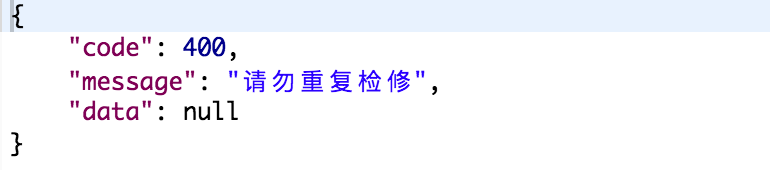 {
    "code": 400,
    "message": "请勿重复检修",
    "data": null
}